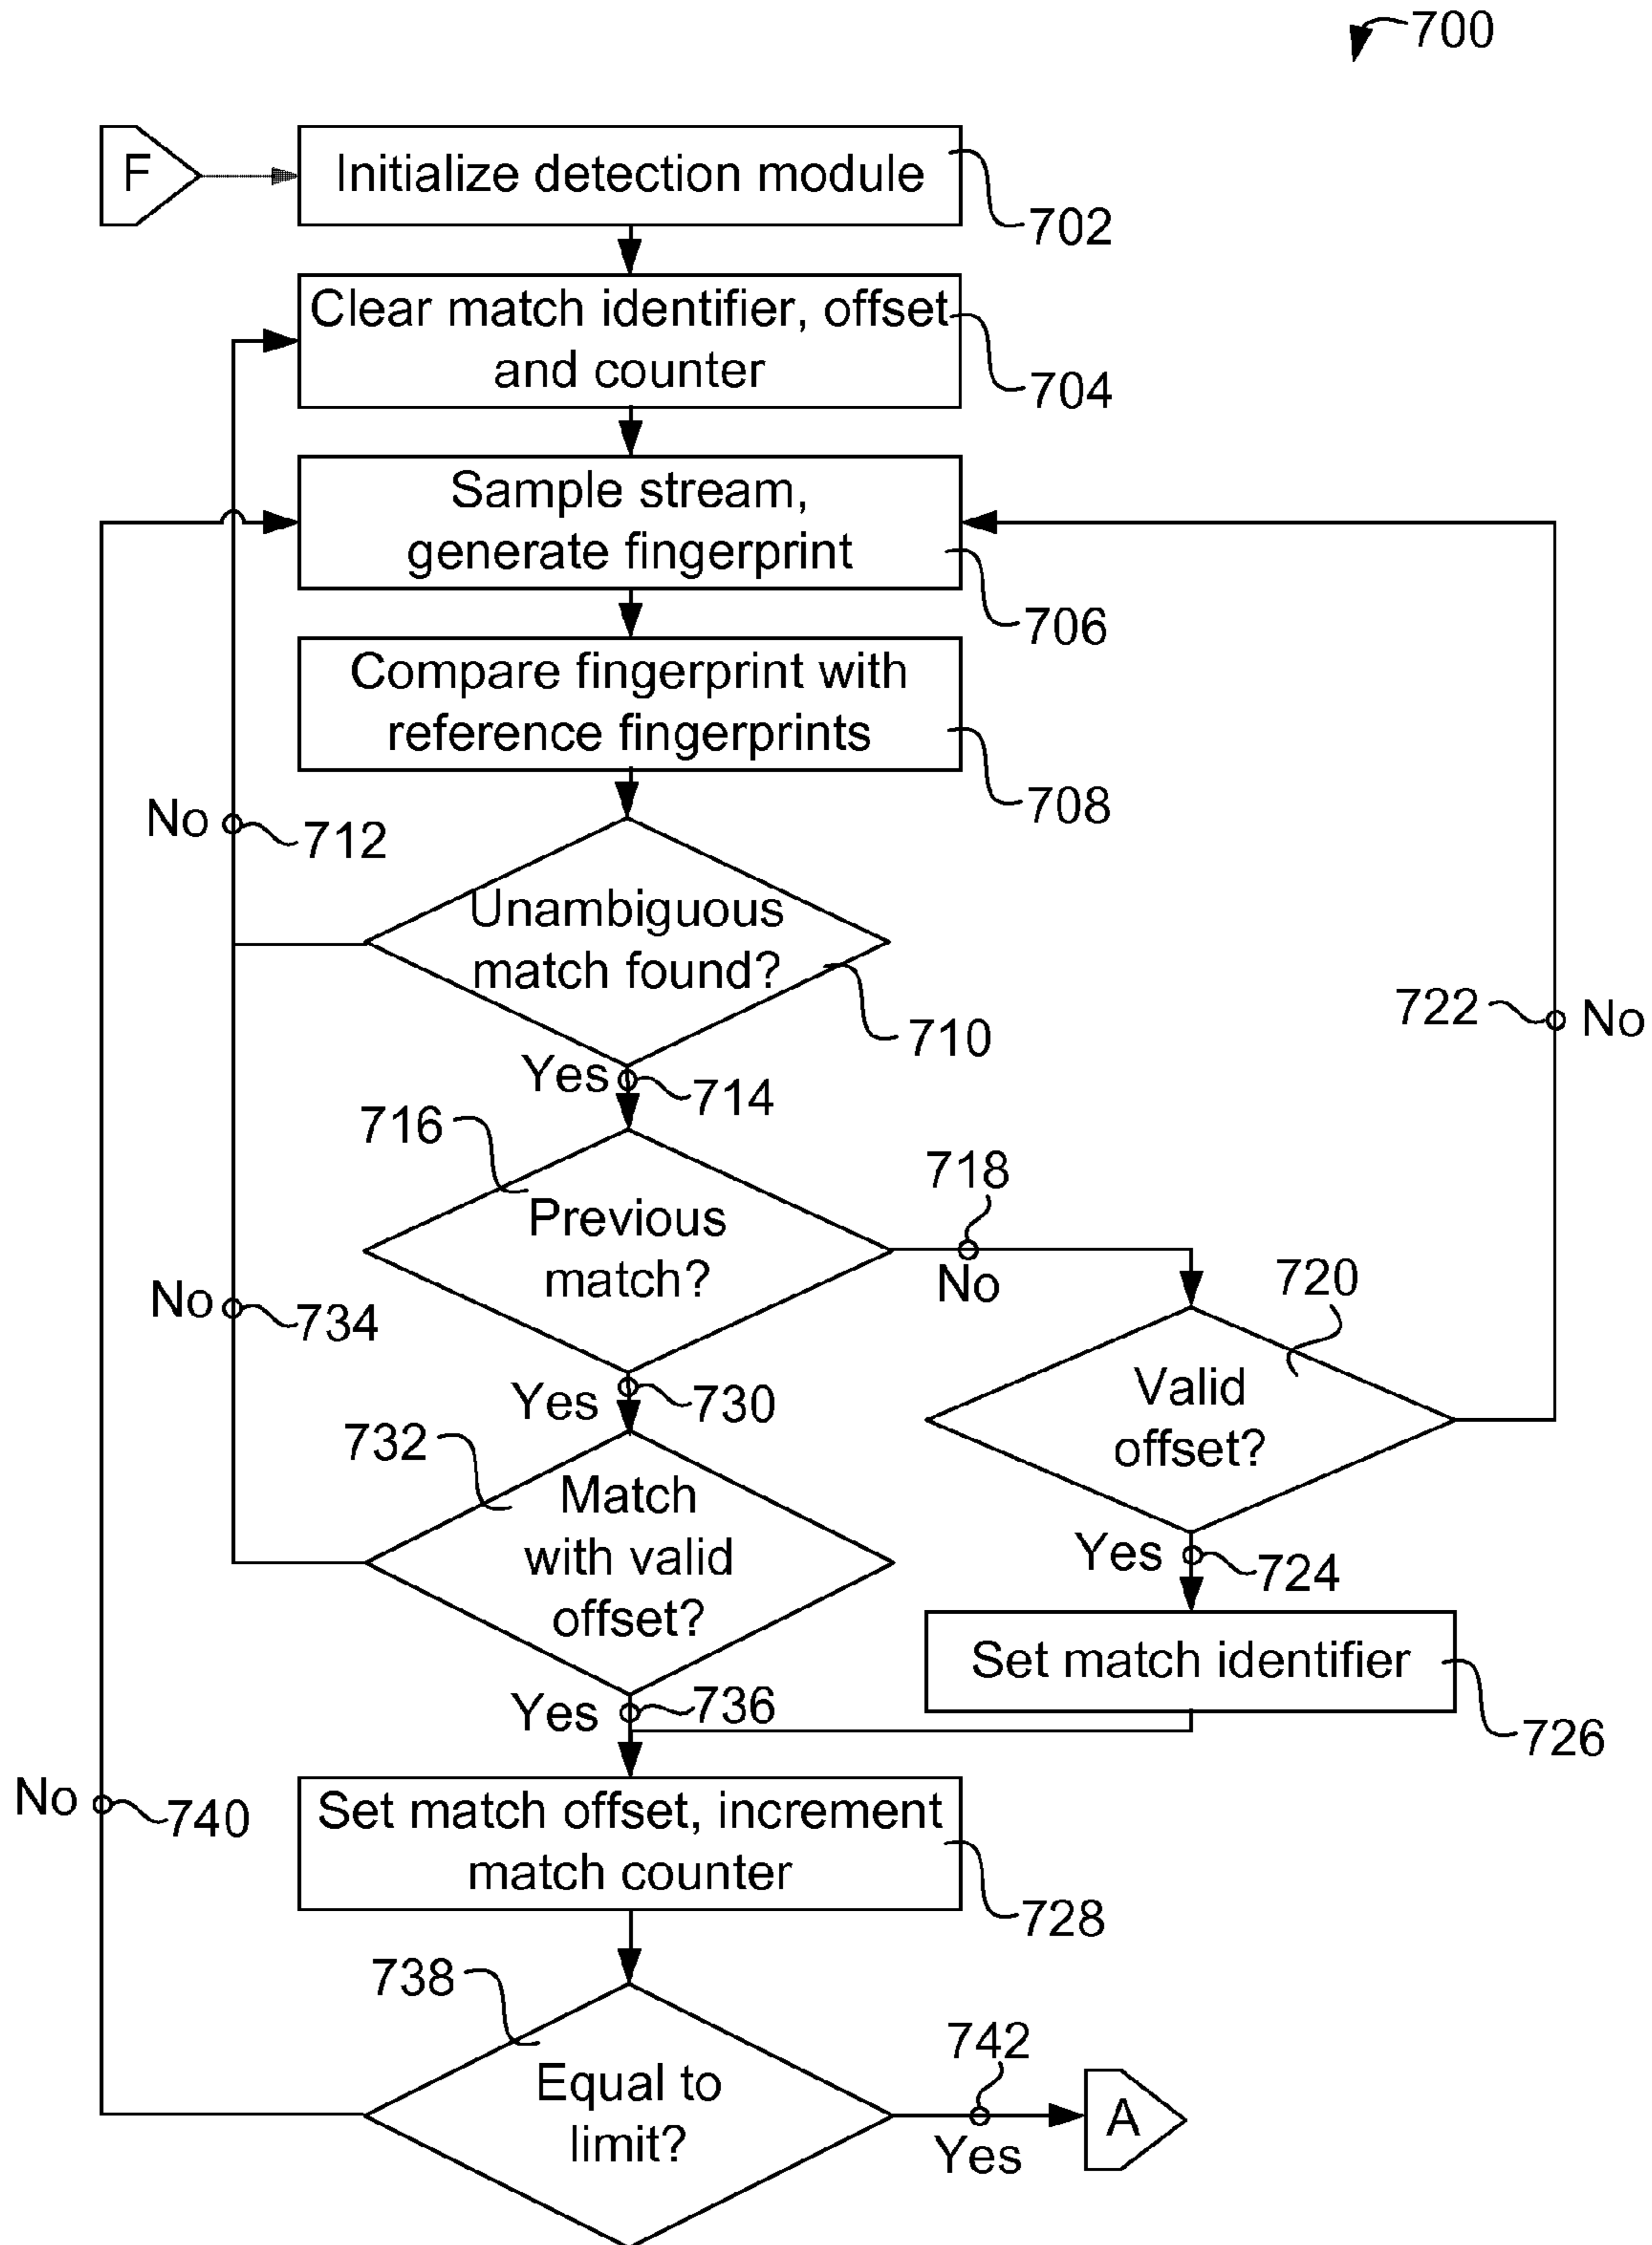 700
F
Initialize detection module
702
Clear match identifier, offset
and counter
704
Sample stream,
generate fingerprint
706
Compare fingerprint with
reference fingerprints
708
No
712
Unambiguous
match found?
710
722
No
Yes
714
716
Previous
match?
718
No
No
734
720
Valid
offset?
Yes
730
732
Match
with valid
offset?
Yes
724
Set match identifier
726
Yes
736
No
740
Set match offset, increment
match counter
728
738
Equal to
limit?
742
Yes
A